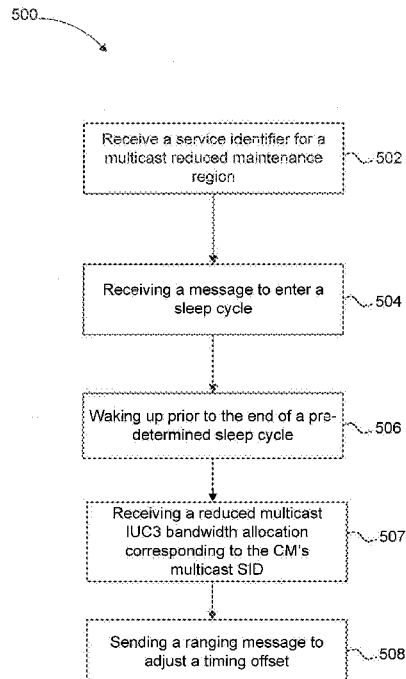 500
Receive a service identifier for a
multicast reduced maintenance
region
502
Receiving a message to enter a
sleep cycle
504
Waking up prior to the end of a pre-
determined sleep cycle
506
Receiving a reduced multicast
IUC3 bandwidth allocation
corresponding to the CM's
multicast SID
507
Sending a ranging message to
adjust a timing offset
508